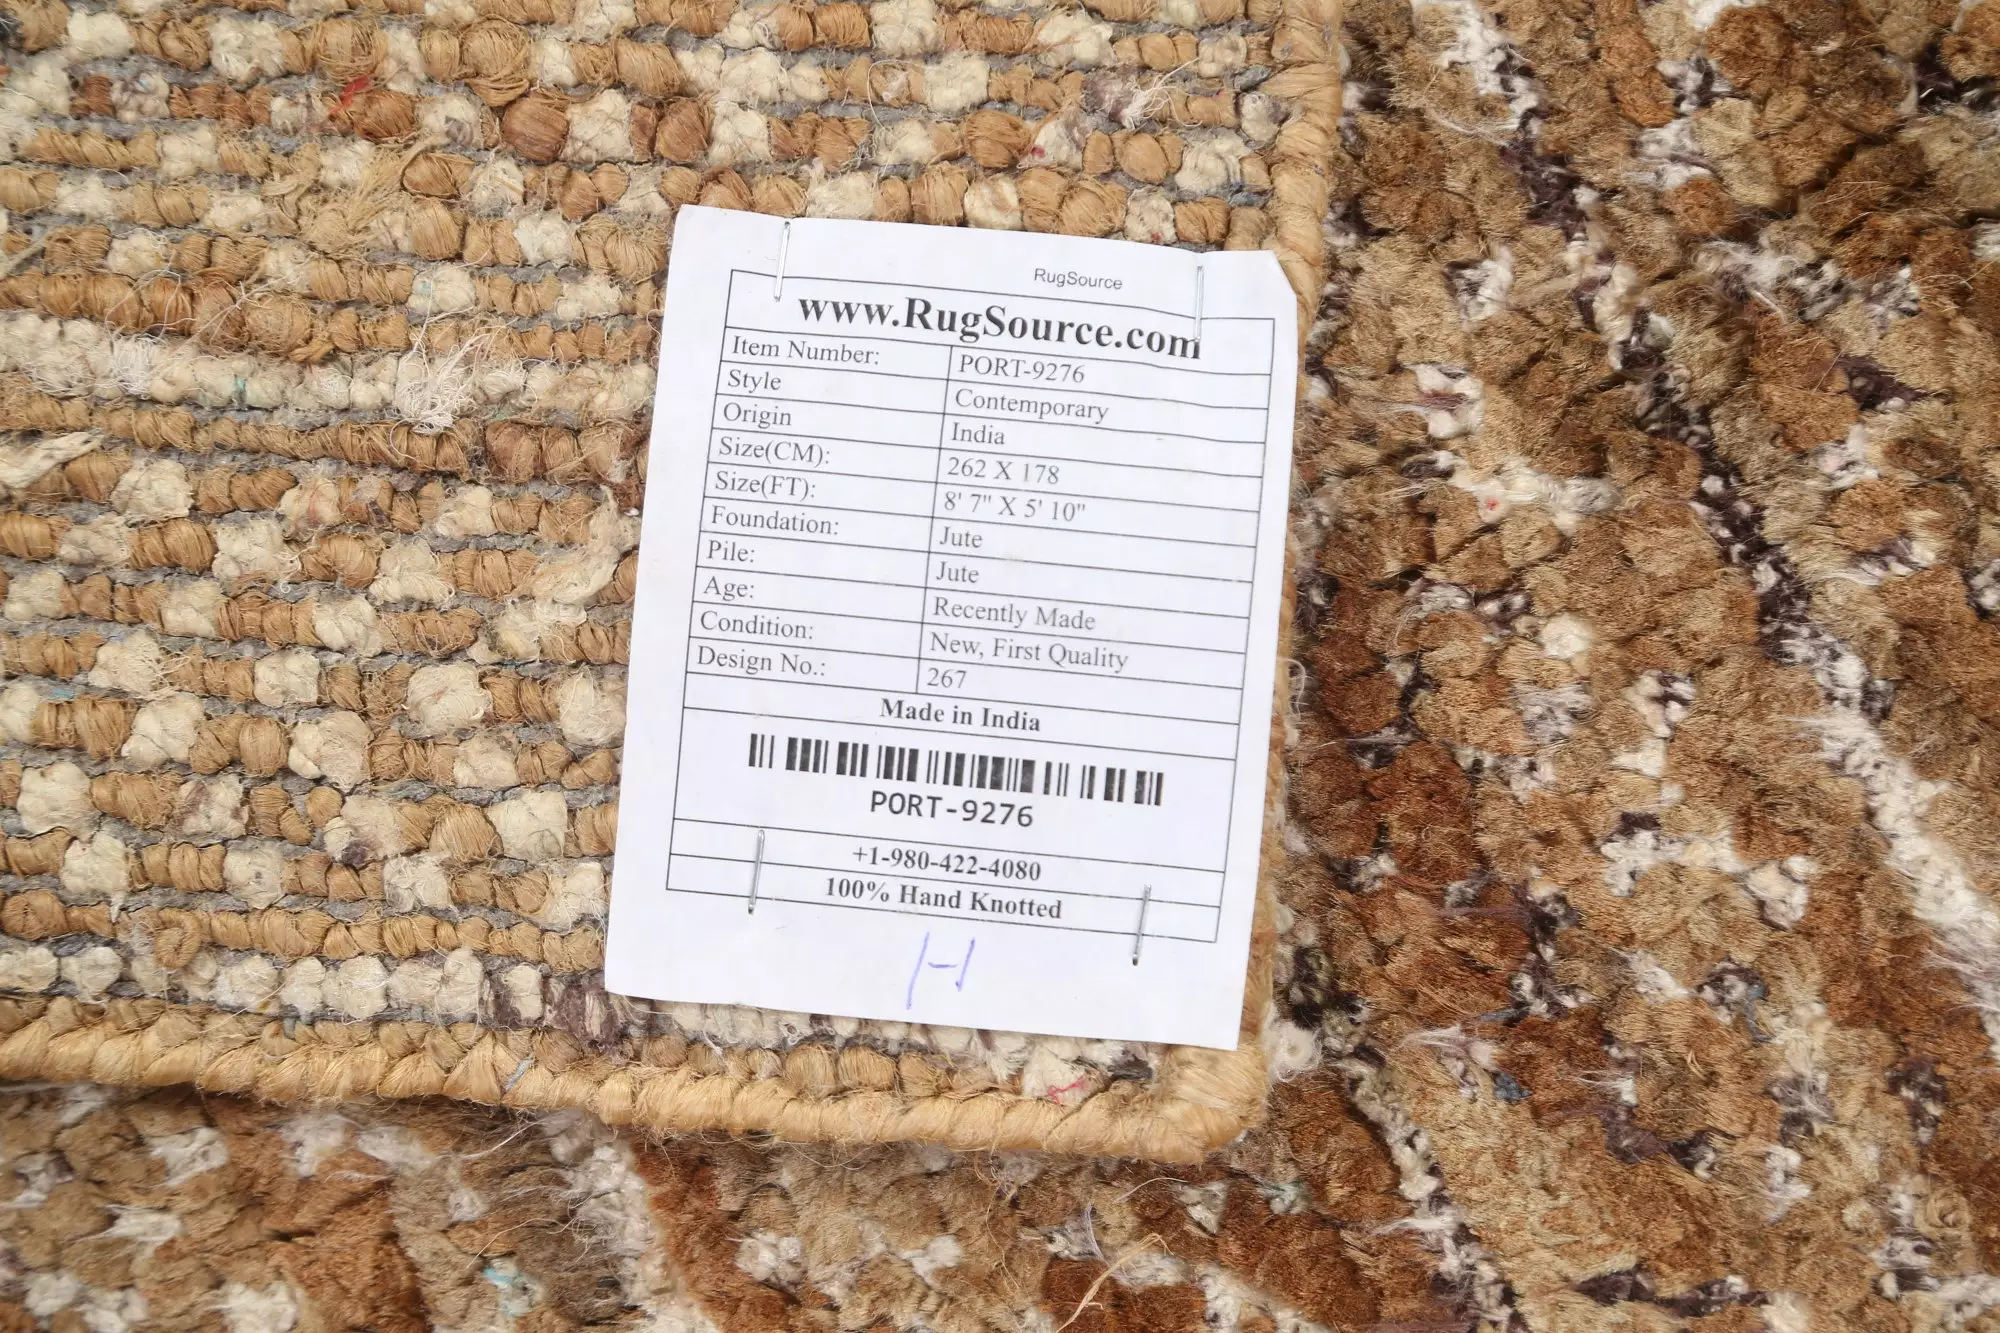 RugSource
www.RugSource.com
Item Number: PORT-9276
Style Contemporary
Origin India
Size(CM): 262 X 178
Size(FT): 8' 7" X 5' 10"
Foundation: Jute
Pile: Jute
Age: Recently Made
Condition: New, First Quality
Design No.: 267
Made in India
PORT-9276
+1-980-422-4080
100% Hand Knotted
H